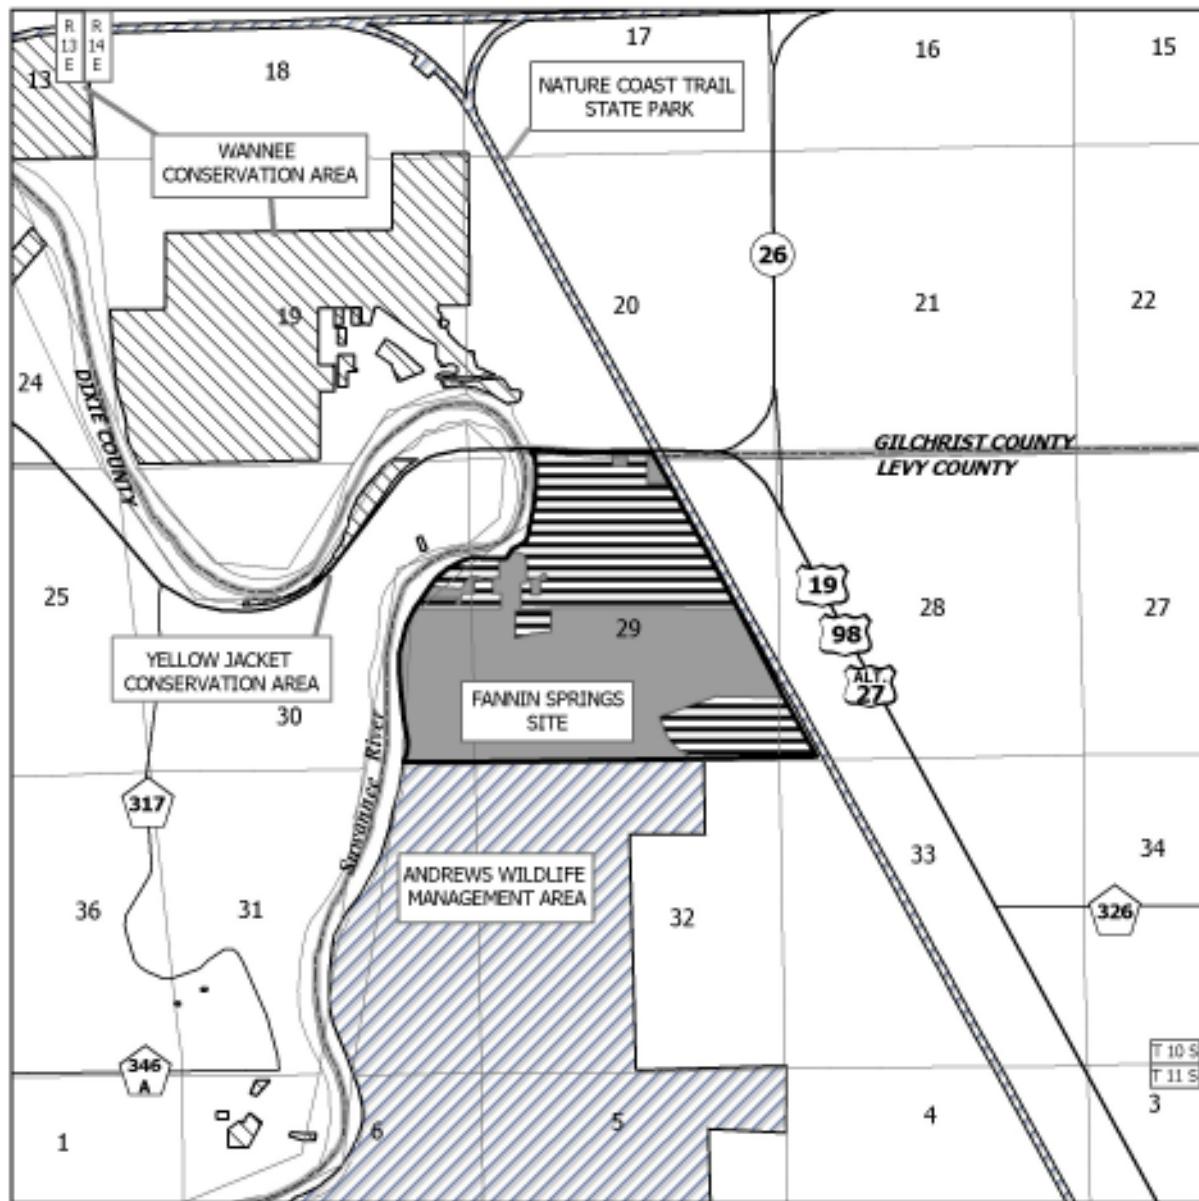 R
13
E
R
14
E
13
18
17
16
15
NATURE COAST TRAIL
STATE PARK
WANNEE
CONSERVATION AREA
26
19
20
21
22
24
DIXIE COUNTY
GILCHRIST COUNTY
LEVY COUNTY
25
19
98
ALT.
27
29
28
27
YELLOW JACKET
CONSERVATION AREA
30
FANNIN SPRINGS
SITE
Suwannee River
317
33
34
ANDREWS WILDLIFE
MANAGEMENT AREA
36
31
32
326
346
A
T 10 S
T 11 S
1
6
5
4
3